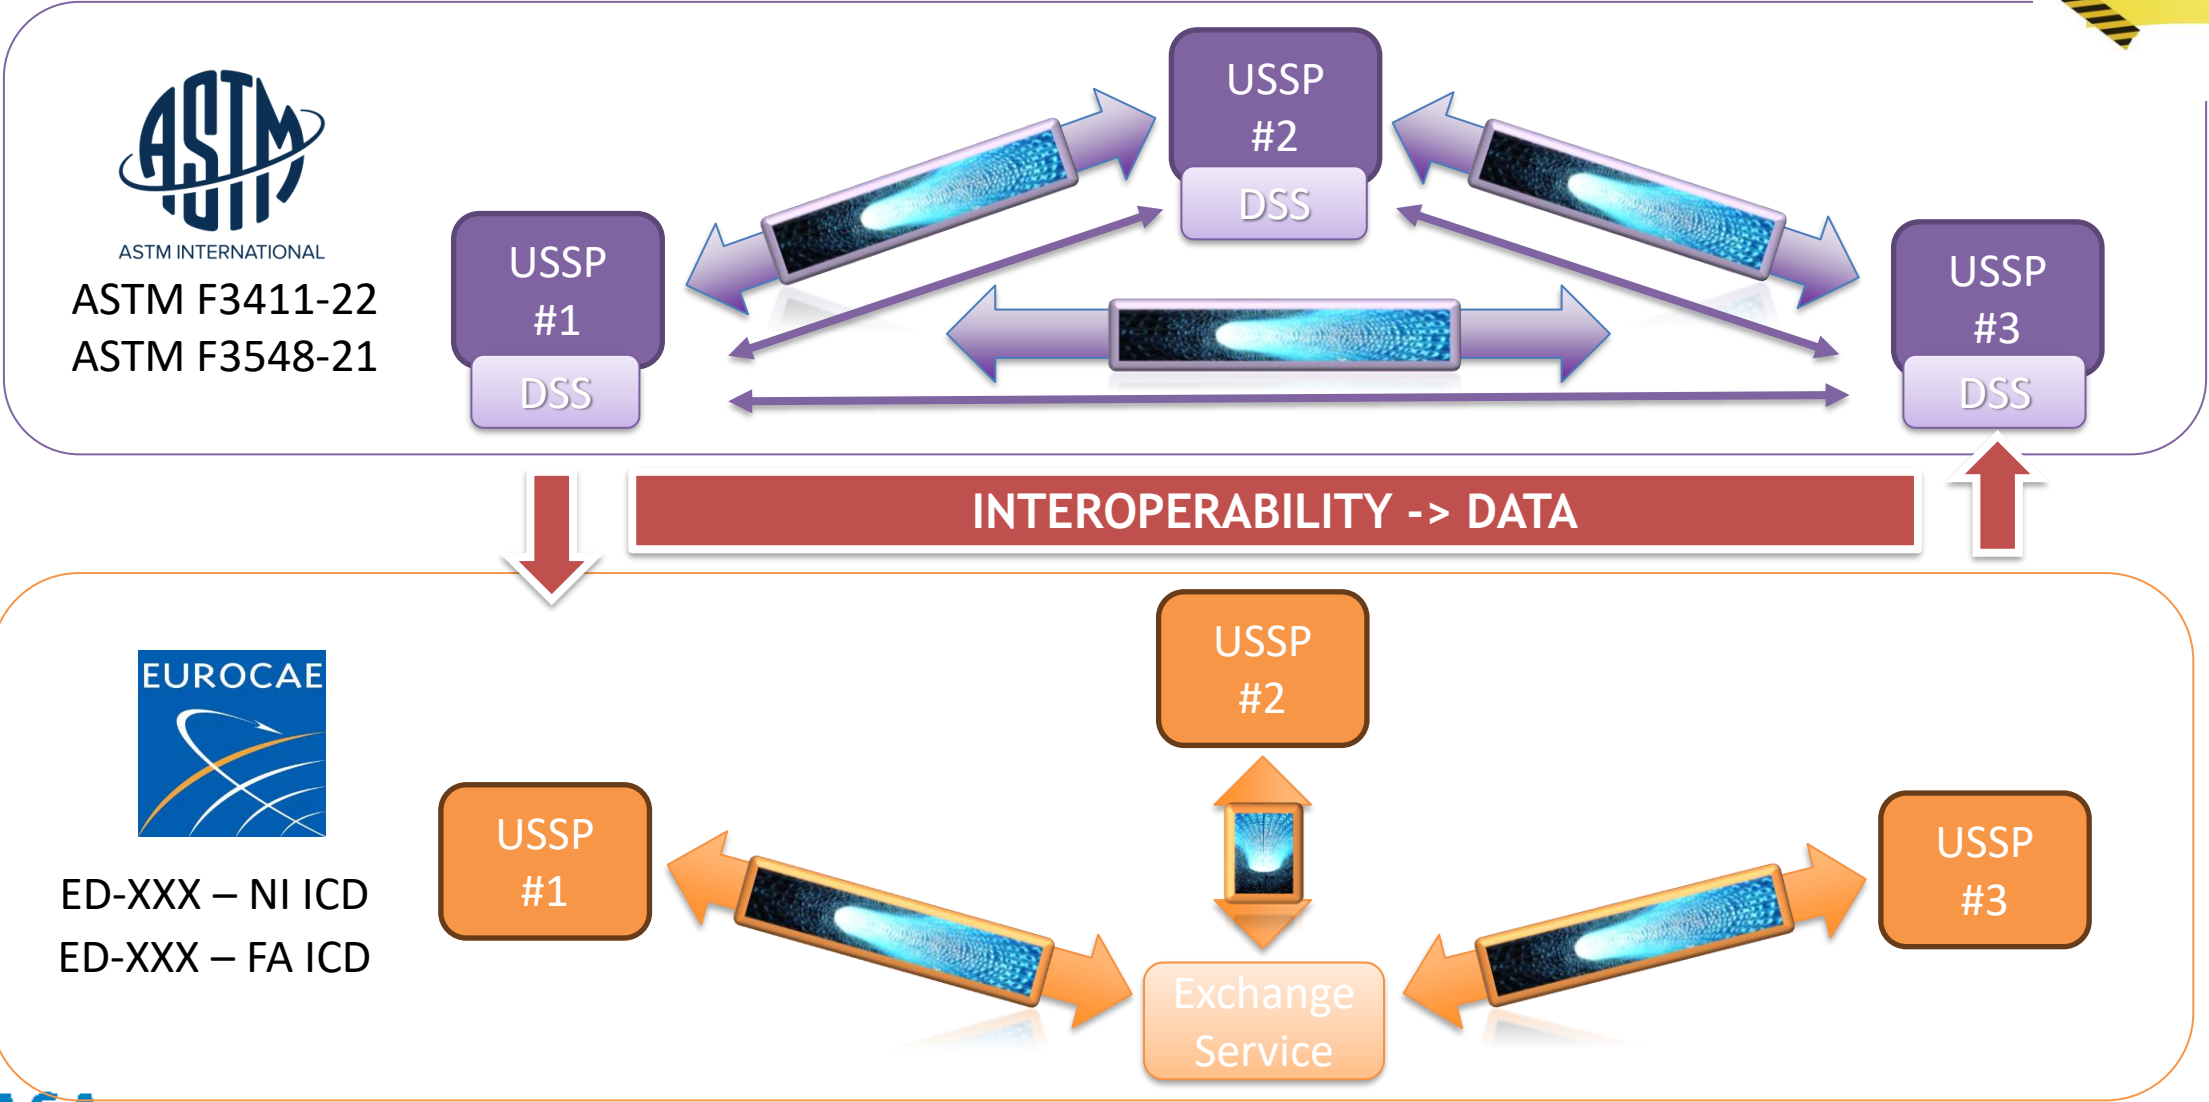 ASTM
ASTM INTERNATIONAL
ASTM F3411-22
ASTM F3548-21
USSP
#1
DSS
USSP
#2
DSS
USSP
#3
DSS
INTEROPERABILITY -> DATA
EUROCAE
ED-XXX – NI ICD
ED-XXX – FA ICD
USSP
#1
USSP
#2
USSP
#3
Exchange
Service